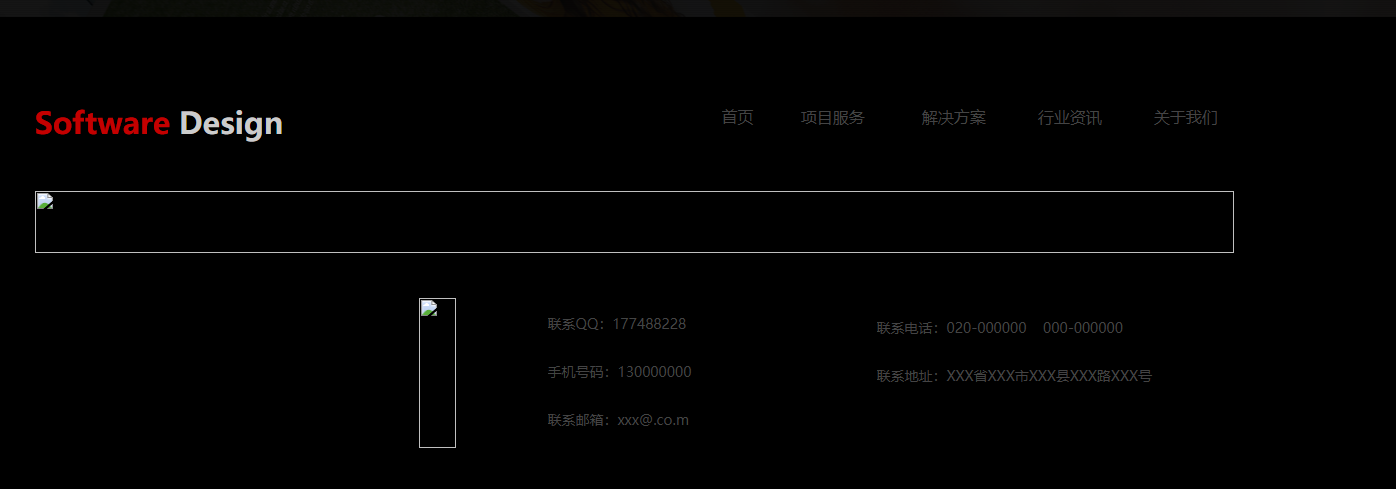 Software Design
首页 项目服务 解决方案 行业资讯 关于我们
联系QQ：177488228
联系电话：020-000000 000-000000
手机号码：130000000
联系地址：XXX省XXX市XXX县XXX路XXX号
联系邮箱：xxx@.co.m